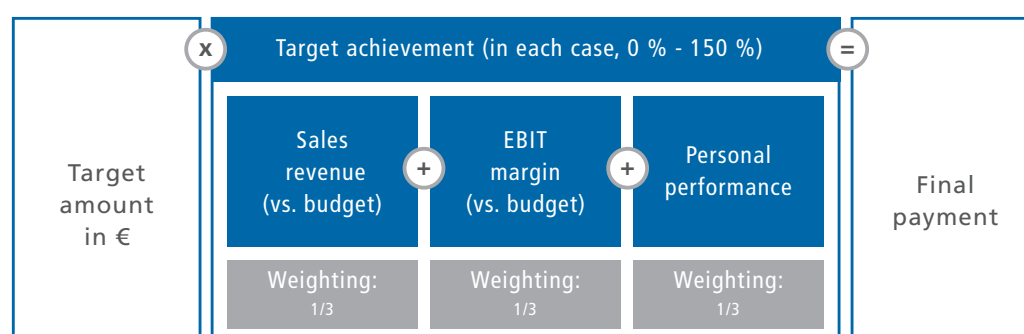 x
Target achievement (in each case, 0 % - 150 %)
=
Target
amount
in €
Sales
revenue
(vs. budget)
+
EBIT
margin
(vs. budget)
+
Personal
performance
Final
payment
Weighting:
1/3
Weighting:
1/3
Weighting:
1/3